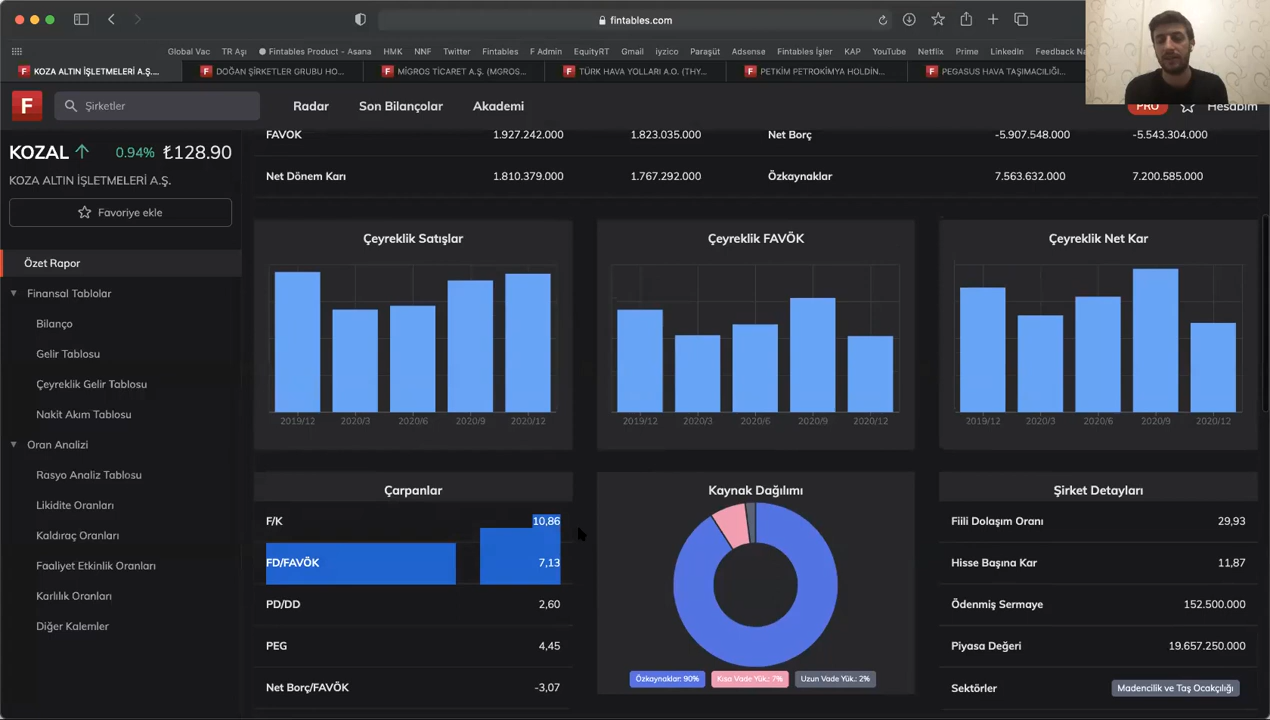 fintables.com
Global Vac TR Aşı Fintables Product - Asana HMK NNF Twitter Fintables F Admin EquityRT Gmail iyzico Paraşüt Adsense Fintables İşler KAP YouTube Netflix Prime LinkedIn Feedback Na
F KOZA ALTIN İŞLETMELERİ A.Ş.... F DOĞAN ŞİRKETLER GRUBU HO... F MİGROS TİCARET A.Ş. (MGROS... F TÜRK HAVA YOLLARI A.O. (THY... F PETKİM PETROKİMYA HOLDİN... F PEGASUS HAVA TAŞIMACILIĞI...
F Şirketler Radar Son Bilançolar Akademi PRO Hesabım
KOZAL 0.94% ₺128.90
KOZA ALTIN İŞLETMELERİ A.Ş.
Favoriye ekle
Özet Rapor
Finansal Tablolar
Bilanço
Gelir Tablosu
Çeyreklik Gelir Tablosu
Nakit Akım Tablosu
Oran Analizi
Rasyo Analiz Tablosu
Likidite Oranları
Kaldıraç Oranları
Faaliyet Etkinlik Oranları
Karlılık Oranları
Diğer Kalemler
FAVÖK 1.927.242.000 1.823.035.000 Net Borç -5.907.548.000 -5.543.304.000
Net Dönem Karı 1.810.379.000 1.767.292.000 Özkaynaklar 7.563.632.000 7.200.585.000
Çeyreklik Satışlar
2019/12 2020/3 2020/6 2020/9 2020/12
Çeyreklik FAVÖK
2019/12 2020/3 2020/6 2020/9 2020/12
Çeyreklik Net Kar
2019/12 2020/3 2020/6 2020/9 2020/12
Çarpanlar
F/K 10,86
FD/FAVÖK 7,13
PD/DD 2,60
PEG 4,45
Net Borç/FAVÖK -3,07
Kaynak Dağılımı
Özkaynaklar: 90% Kısa Vade Yük.: 7% Uzun Vade Yük.: 2%
Şirket Detayları
Fiili Dolaşım Oranı 29,93
Hisse Başına Kar 11,87
Ödenmiş Sermaye 152.500.000
Piyasa Değeri 19.657.250.000
Sektörler Madencilik ve Taş Ocakçılığı